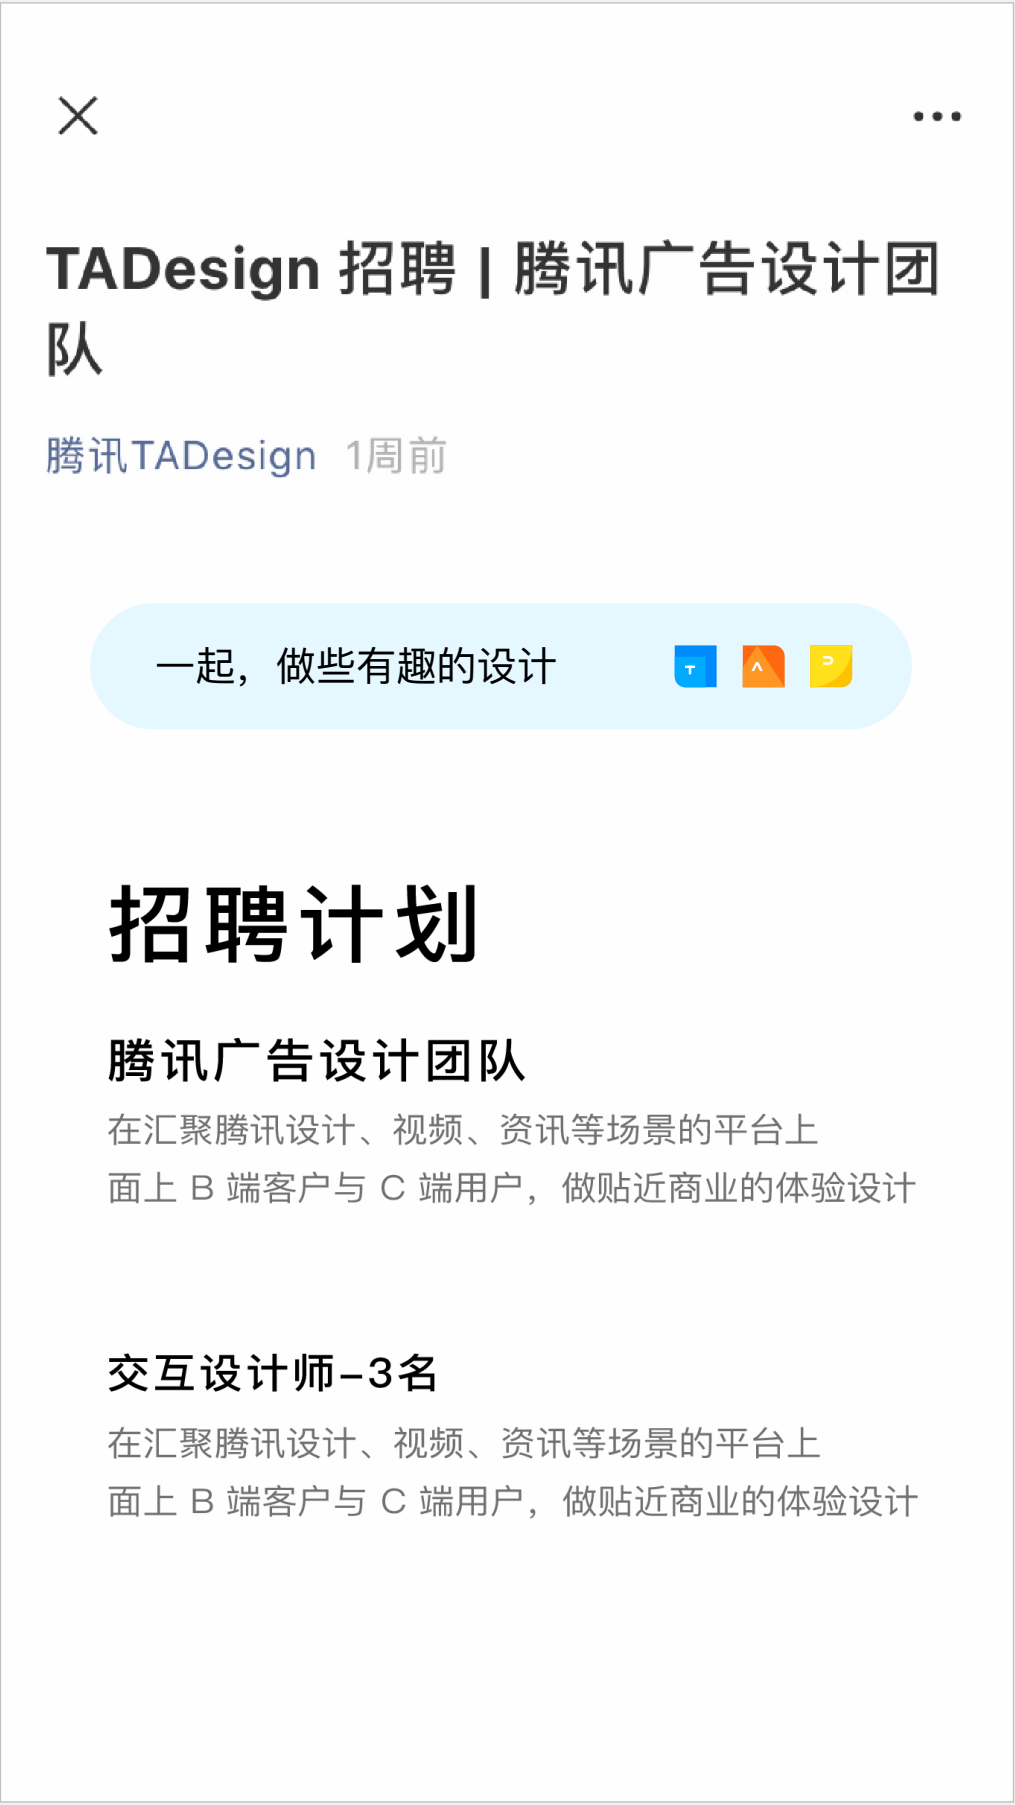 TADesign 招聘 | 腾讯广告设计团
队
腾讯TADesign 1周前
一起，做些有趣的设计 T A D
招聘计划
腾讯广告设计团队
在汇聚腾讯设计、视频、资讯等场景的平台上
面上 B 端客户与 C 端用户，做贴近商业的体验设计
交互设计师-3名
在汇聚腾讯设计、视频、资讯等场景的平台上
面上 B 端客户与 C 端用户，做贴近商业的体验设计